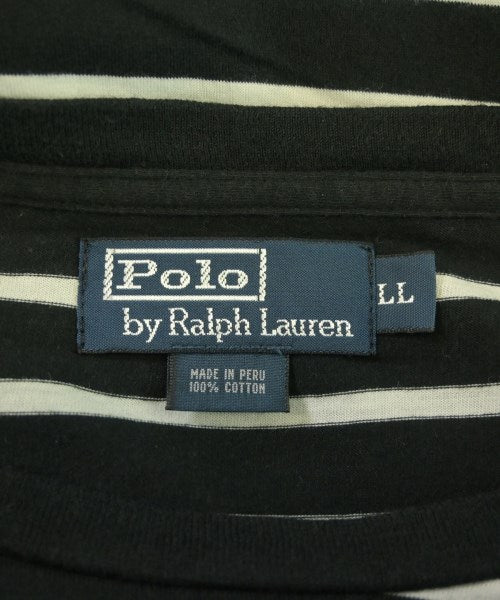 Polo
by Ralph Lauren
LL
MADE IN PERU
100% COTTON